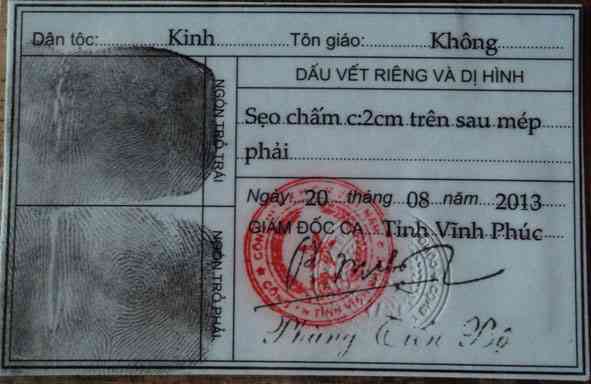 Dân tộc: Kinh Tôn giáo: Không
DẤU VẾT RIÊNG VÀ DỊ HÌNH
Sẹo chấm c:2cm trên sau mép
phải
Ngày 20 tháng 08 năm 2013
GIÁM ĐỐC CA Tỉnh Vĩnh Phúc
Phùng Tiến Bộ
NGÓN TRỎ TRÁI
NGÓN TRỎ PHẢI